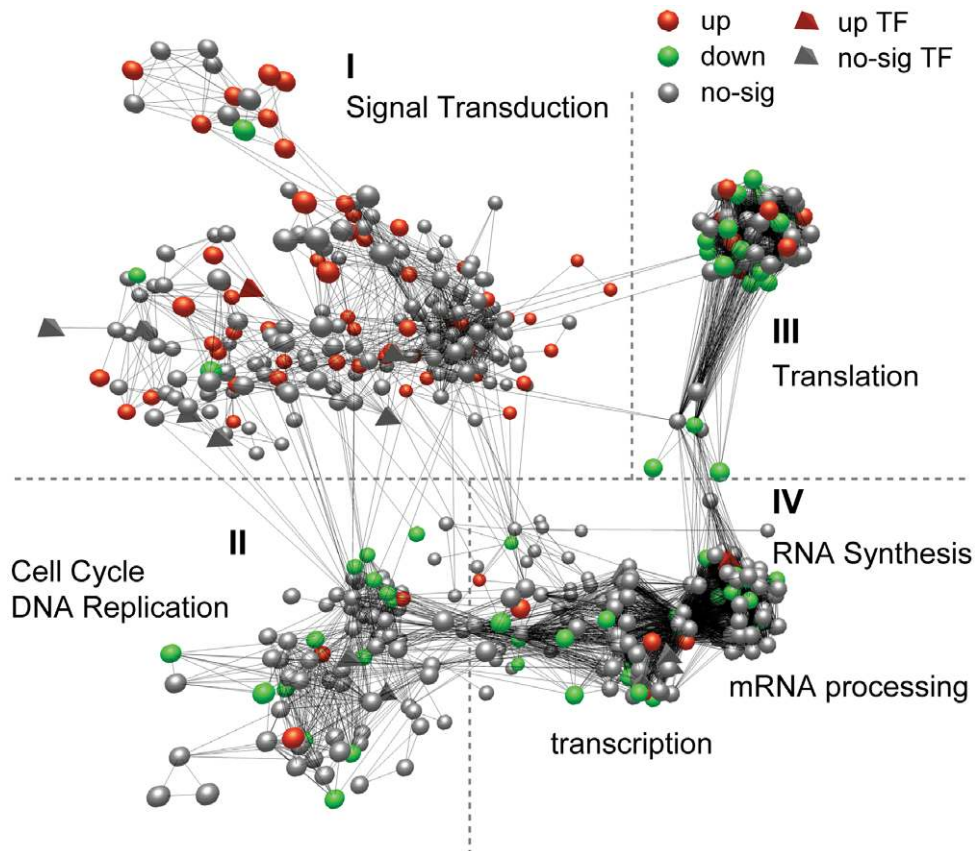 up
down
no-sig
up TF
no-sig TF
I
Signal Transduction
III
Translation
II
Cell Cycle
DNA Replication
IV
RNA Synthesis
mRNA processing
transcription